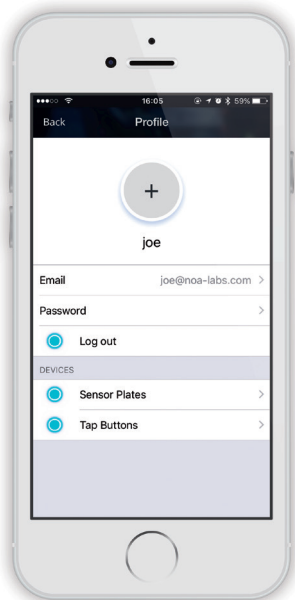 16:05 59%
Back Profile
+
joe
Email joe@noa-labs.com >
Password >
Log out
DEVICES
Sensor Plates >
Tap Buttons >